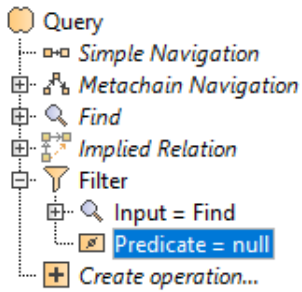 Query
Simple Navigation
Metachain Navigation
Find
Implied Relation
Filter
Input = Find
Predicate = null
Create operation...